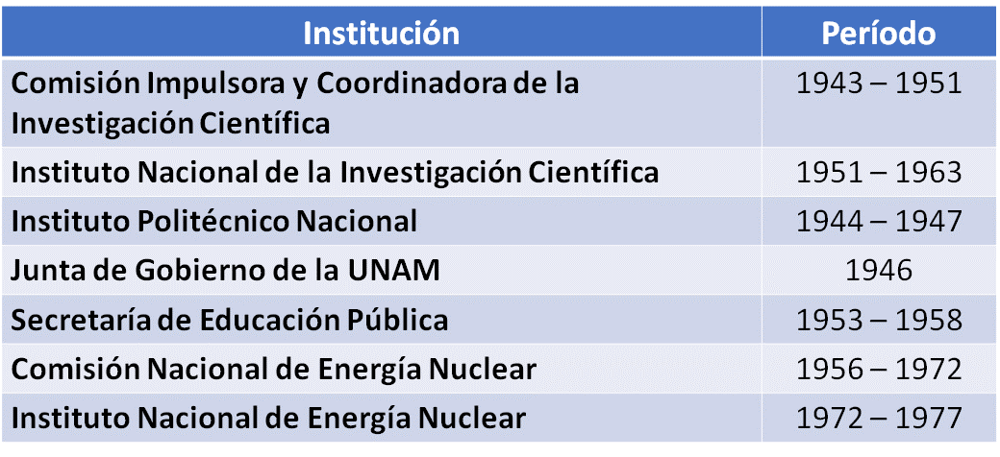 Institución Período
Comisión Impulsora y Coordinadora de la 1943 – 1951
Investigación Científica
Instituto Nacional de la Investigación Científica 1951 – 1963
Instituto Politécnico Nacional 1944 – 1947
Junta de Gobierno de la UNAM 1946
Secretaría de Educación Pública 1953 – 1958
Comisión Nacional de Energía Nuclear 1956 – 1972
Instituto Nacional de Energía Nuclear 1972 – 1977